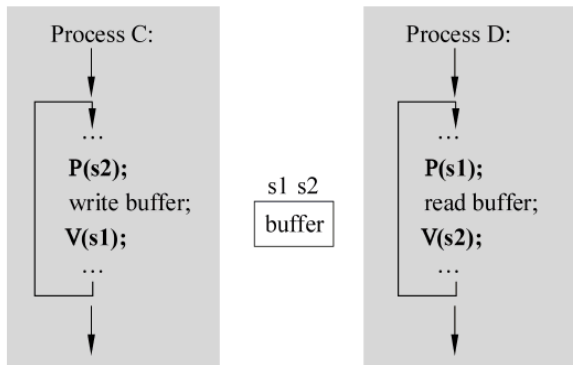 Process C:
…
P(s2);
write buffer;
V(s1);
…
s1 s2
buffer
Process D:
…
P(s1);
read buffer;
V(s2);
…